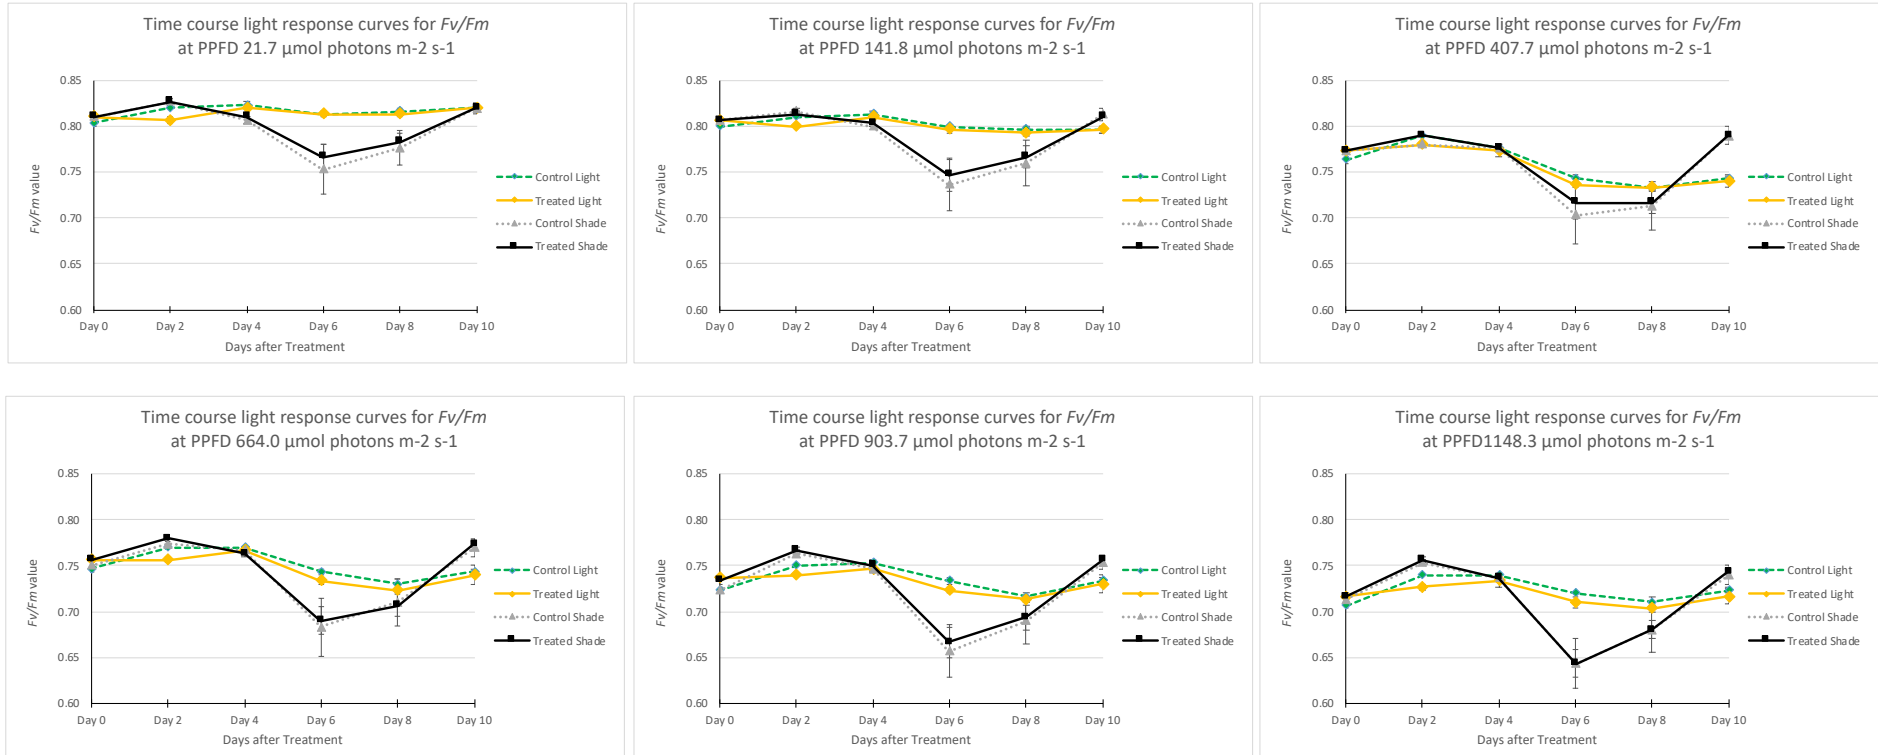 Time course light response curves for Fv/Fm
at PPFD 21.7 µmol photons m-2 s-1
Fv/Fm value
0.85
0.80
0.75
0.70
0.65
0.60
Day 0
Day 2
Day 4
Day 6
Day 8
Day 10
Days after Treatment
Control Light
Treated Light
Control Shade
Treated Shade
Time course light response curves for Fv/Fm
at PPFD 141.8 µmol photons m-2 s-1
Fv/Fm value
0.85
0.80
0.75
0.70
0.65
0.60
Day 0
Day 2
Day 4
Day 6
Day 8
Day 10
Days after Treatment
Control Light
Treated Light
Control Shade
Treated Shade
Time course light response curves for Fv/Fm
at PPFD 407.7 µmol photons m-2 s-1
Fv/Fm value
0.85
0.80
0.75
0.70
0.65
0.60
Day 0
Day 2
Day 4
Day 6
Day 8
Day 10
Days after Treatment
Control Light
Treated Light
Control Shade
Treated Shade
Time course light response curves for Fv/Fm
at PPFD 664.0 µmol photons m-2 s-1
Fv/Fm value
0.85
0.80
0.75
0.70
0.65
0.60
Day 0
Day 2
Day 4
Day 6
Day 8
Day 10
Days after Treatment
Control Light
Treated Light
Control Shade
Treated Shade
Time course light response curves for Fv/Fm
at PPFD 903.7 µmol photons m-2 s-1
Fv/Fm value
0.85
0.80
0.75
0.70
0.65
0.60
Day 0
Day 2
Day 4
Day 6
Day 8
Day 10
Days after Treatment
Control Light
Treated Light
Control Shade
Treated Shade
Time course light response curves for Fv/Fm
at PPFD1148.3 µmol photons m-2 s-1
Fv/Fm value
0.85
0.80
0.75
0.70
0.65
0.60
Day 0
Day 2
Day 4
Day 6
Day 8
Day 10
Days after Treatment
Control Light
Treated Light
Control Shade
Treated Shade